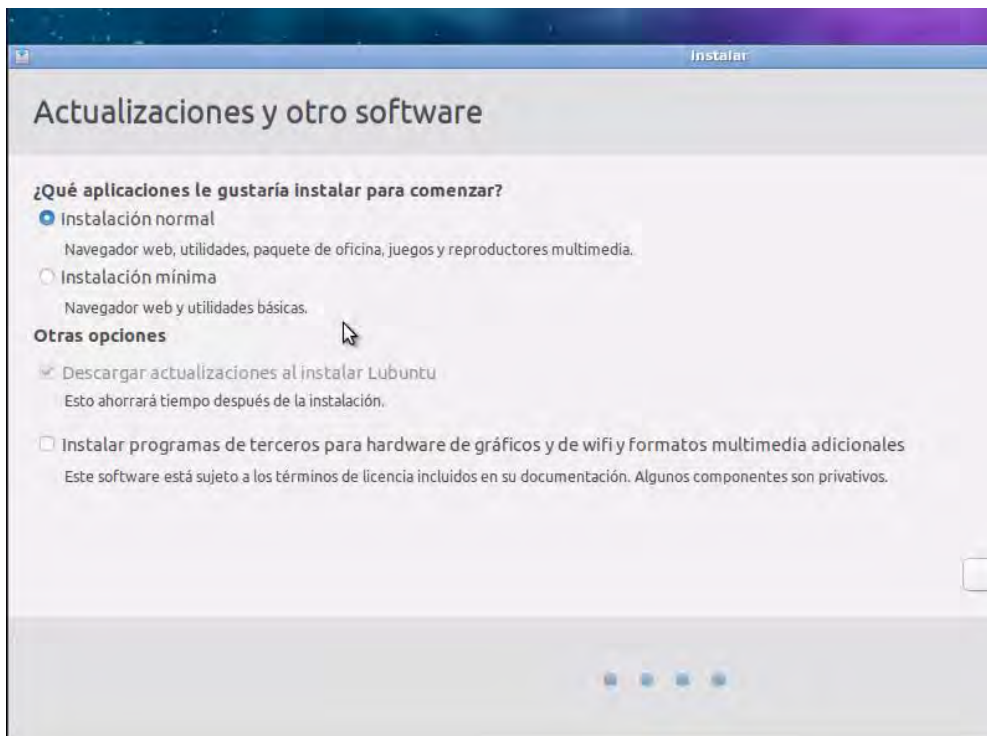 Instalar
Actualizaciones y otro software
¿Qué aplicaciones le gustaría instalar para comenzar?
Instalación normal
Navegador web, utilidades, paquete de oficina, juegos y reproductores multimedia.
Instalación mínima
Navegador web y utilidades básicas.
Otras opciones
Descargar actualizaciones al instalar Lubuntu
Esto ahorrará tiempo después de la instalación.
Instalar programas de terceros para hardware de gráficos y de wifi y formatos multimedia adicionales
Este software está sujeto a los términos de licencia incluidos en su documentación. Algunos componentes son privativos.